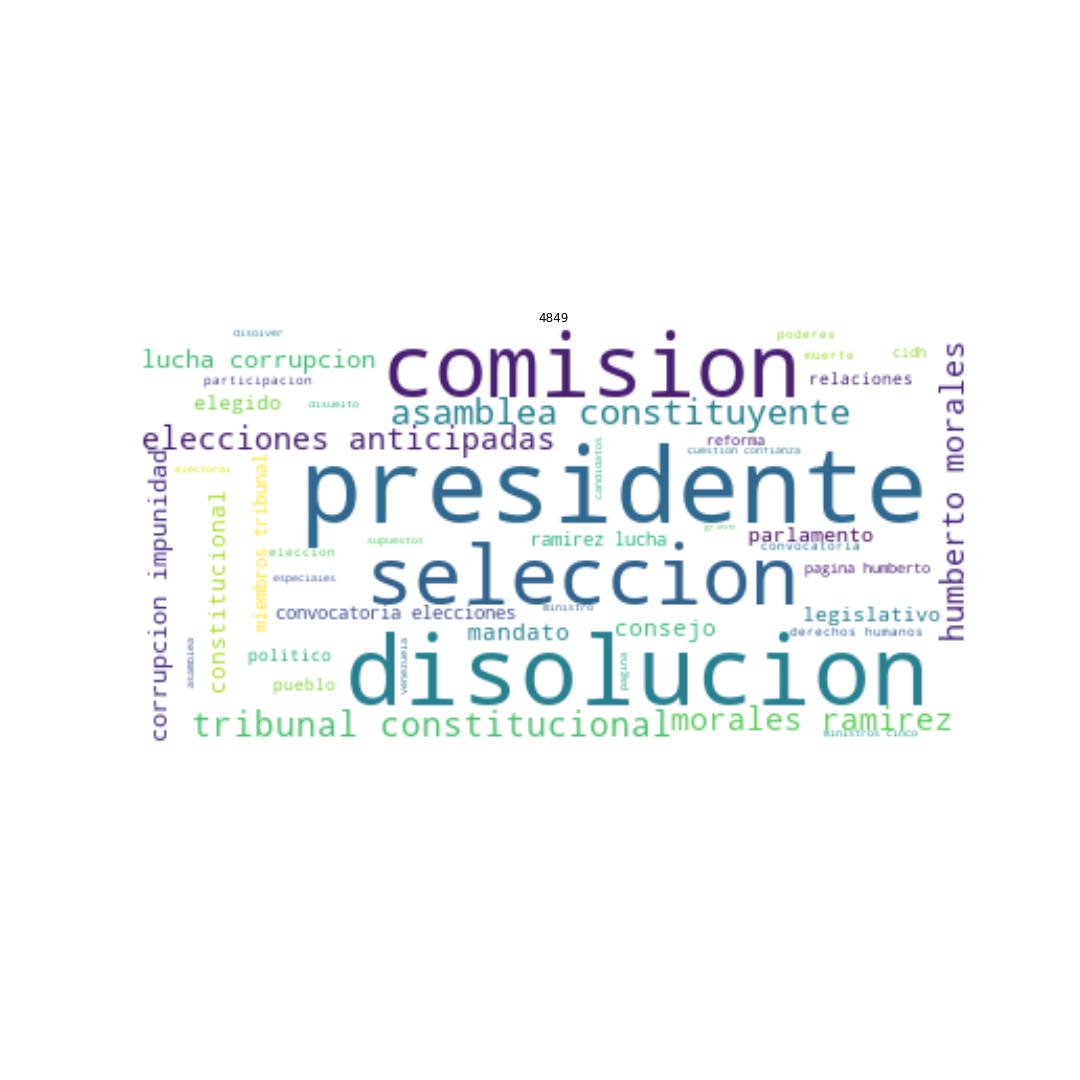 4849
disolver
poderes
lucha corrupcion
comision
muerte
cidh
participacion
relaciones
elegido
disuelto
asamblea constituyente
humberto morales
elecciones anticipadas
reforma
cuestion confianza
corrupcion impunidad
electoral
miembros tribunal
presidente
candidatos
constitucional
grave
supuestos
ramirez lucha
parlamento
convocatoria
eleccion
especiales
seleccion
pagina humberto
convocatoria elecciones
ministro
legislativo
mandato
consejo
derechos humanos
asamblea
politico
venezuela
disolucion
pagina
pueblo
tribunal constitucional
morales ramirez
ministros cinco